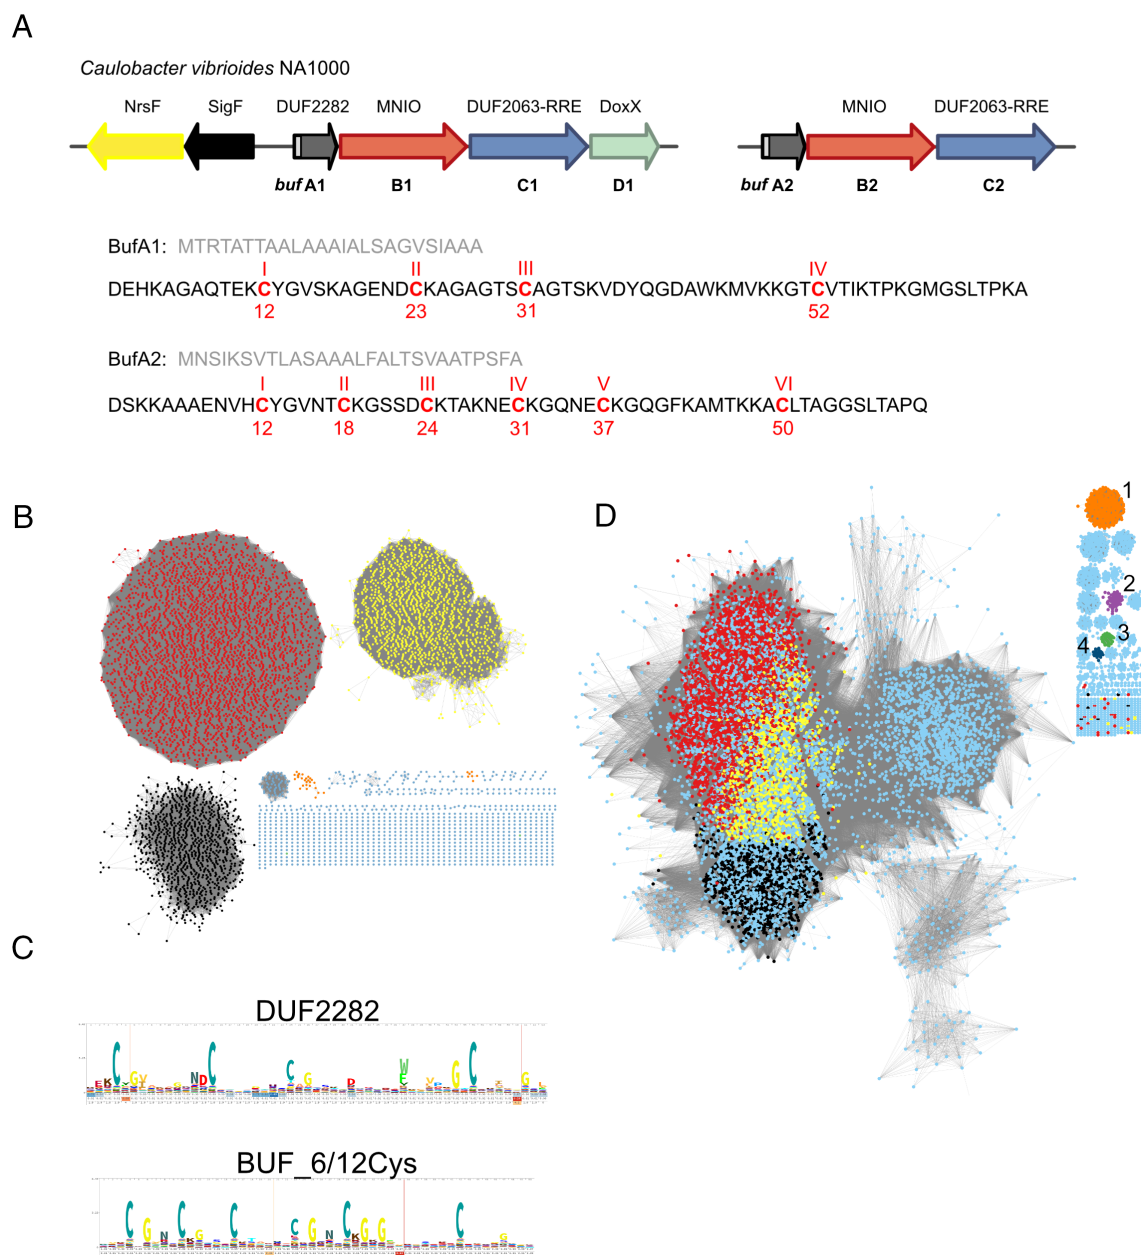 A
Caulobacter vibrioides NA1000
NrsF SigF DUF2282 MNIO DUF2063-RRE DoxX MNIO DUF2063-RRE
buf A1 B1 C1 D1 buf A2 B2 C2
BufA1: MTRTATTAALAAAIALSAGVSIAAA
I II III IV
DEHKAGAQTEKCYGVSKAGENDCKAGAGTSCAGTSKVDYQGDAWKMVKKGTCVTIKTPKGMGSLTPKA
12 23 31 52
BufA2: MNSIKSVTLASAAALFALTSVAATPSFA
I II III IV V VI
DSKKAAAENVHCYGVNTCKGSSDCKTAKNECKGQNECKGQGFKAMTKKACLTAGGSLTAPQ
12 18 24 31 37 50
B
D
1
2
3
4
C
DUF2282
BUF_6/12Cys